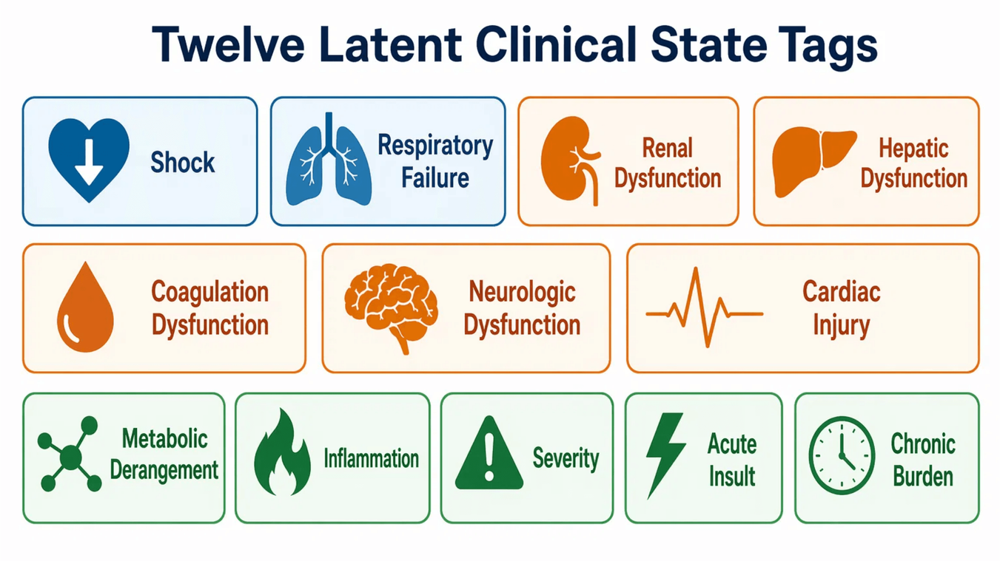 Twelve Latent Clinical State Tags
Shock
Respiratory
Failure
Renal
Dysfunction
Hepatic
Dysfunction
Coagulation
Dysfunction
Neurologic
Dysfunction
Cardiac
Injury
Metabolic
Derangement
Inflammation
Severity
Acute
Insult
Chronic
Burden